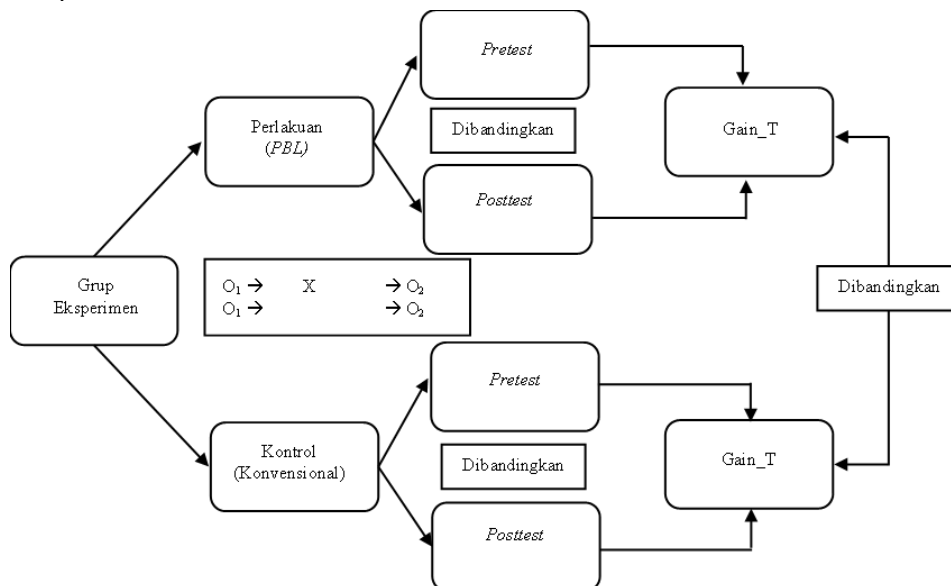 Pretest
Perlakuan
(PBL)
Dibandingkan
Gain_T
Posttest
Grup
Eksperimen
O₁ → X → O₂
O₁ → → O₂
Dibandingkan
Pretest
Kontrol
(Konvensional)
Dibandingkan
Gain_T
Posttest